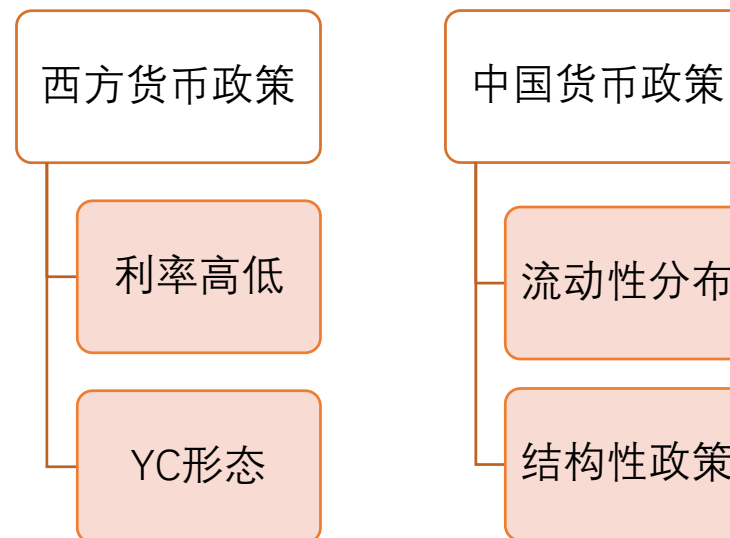 西方货币政策
利率高低
YC形态
中国货币政策
流动性分布
结构性政策